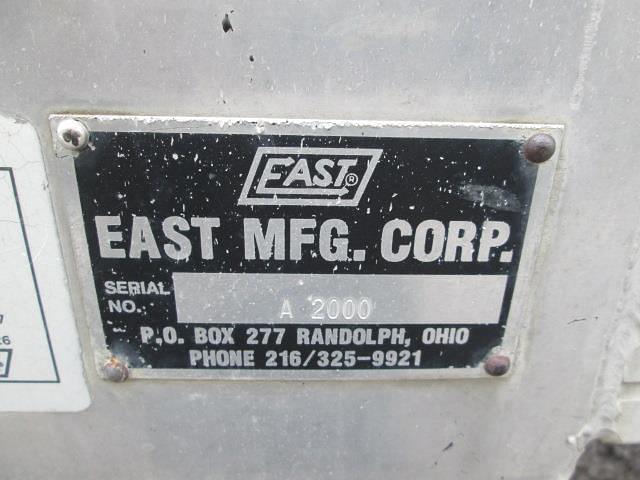 EAST®
EAST MFG. CORP.
SERIAL NO. A 2000
P.O. BOX 277 RANDOLPH, OHIO
PHONE 216/325-9921